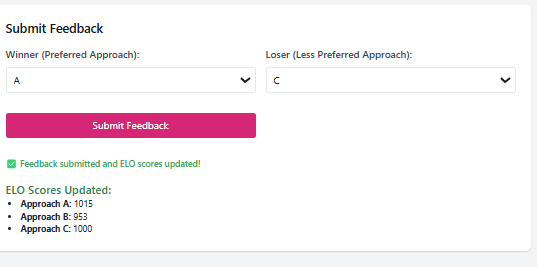 Submit Feedback
Winner (Preferred Approach): Loser (Less Preferred Approach):
A C
Submit Feedback
✅ Feedback submitted and ELO scores updated!
ELO Scores Updated:
• Approach A: 1015
• Approach B: 953
• Approach C: 1000